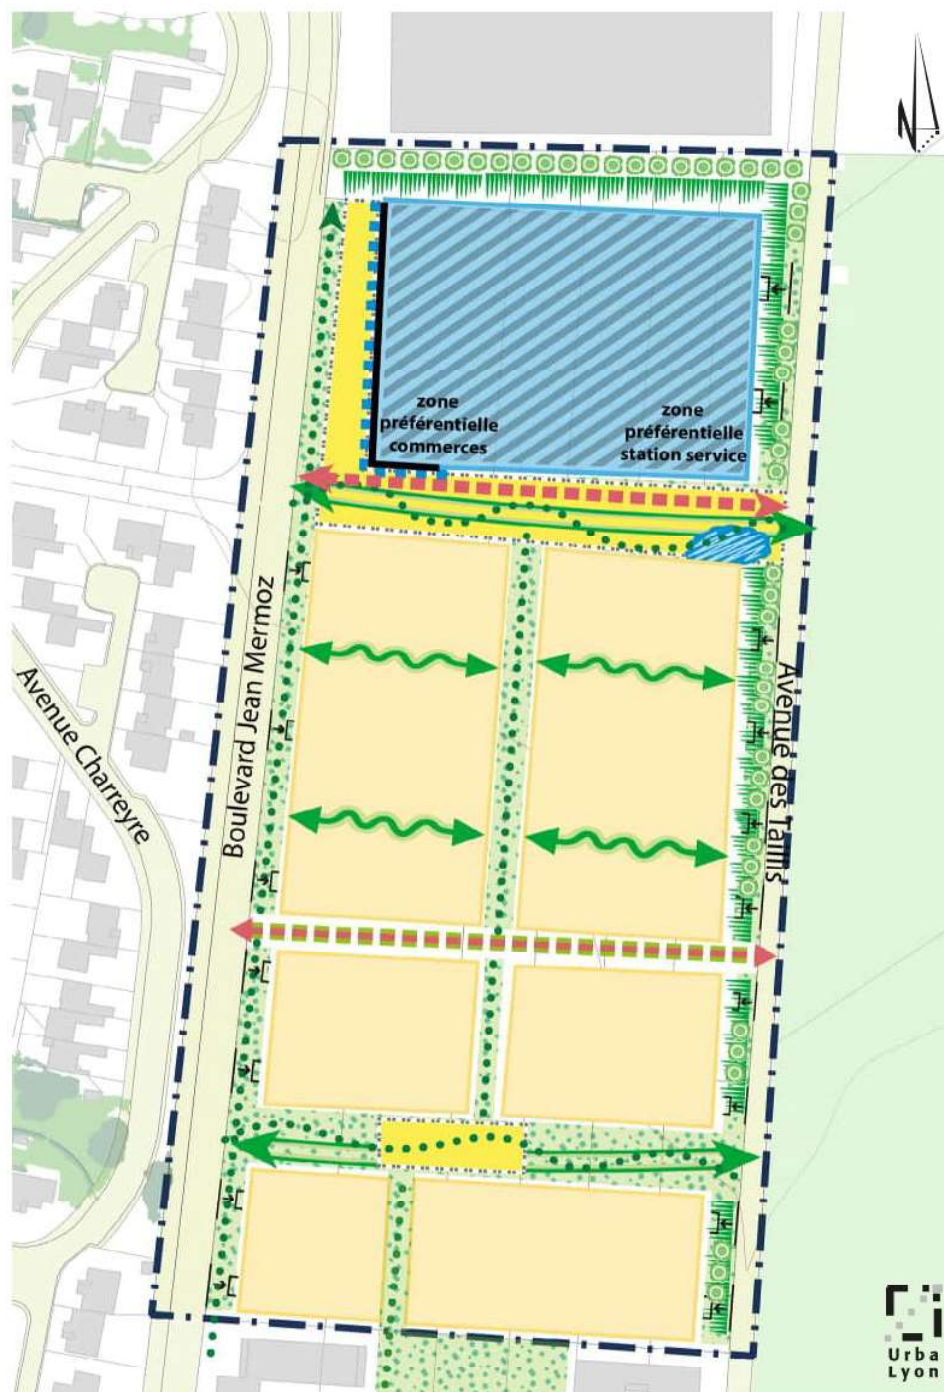 N
zone
préférentielle
commerces
zone
préférentielle
station service
Boulevard Jean Mermoz
Avenue des Taillis
Avenue Charreyre
Urba
Lyon